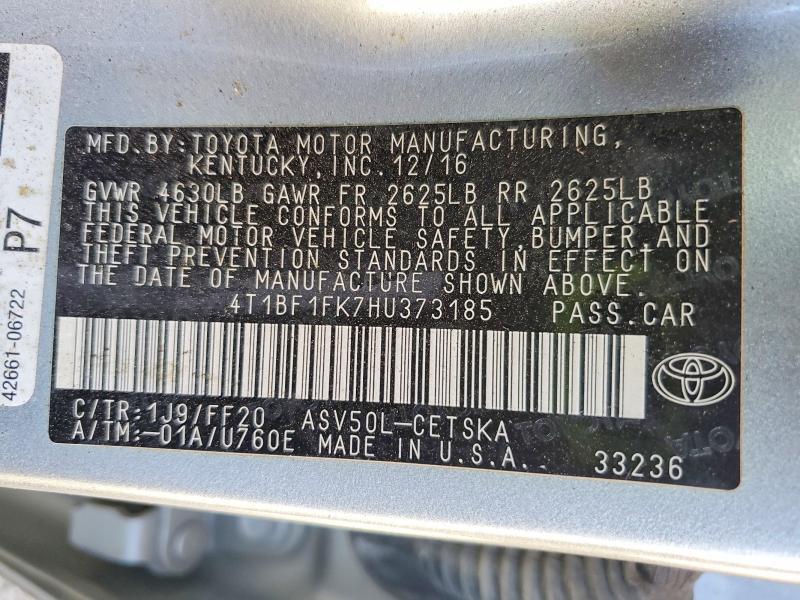 MFD. BY: TOYOTA MOTOR MANUFACTURING,
KENTUCKY, INC. 12/16
GVWR 4630LB GAWR FR 2625LB RR 2625LB
THIS VEHICLE CONFORMS TO ALL APPLICABLE
FEDERAL MOTOR VEHICLE SAFETY, BUMPER, AND
THEFT PREVENTION STANDARDS IN EFFECT ON
THE DATE OF MANUFACTURE SHOWN ABOVE.
4T1BF1FK7HU373185 PASS.CAR
C/TR:1J9/FF20 ASV50L-CETSKA
A/TM:-01A/U760E MADE IN U.S.A. 33236
P7
42661-06722